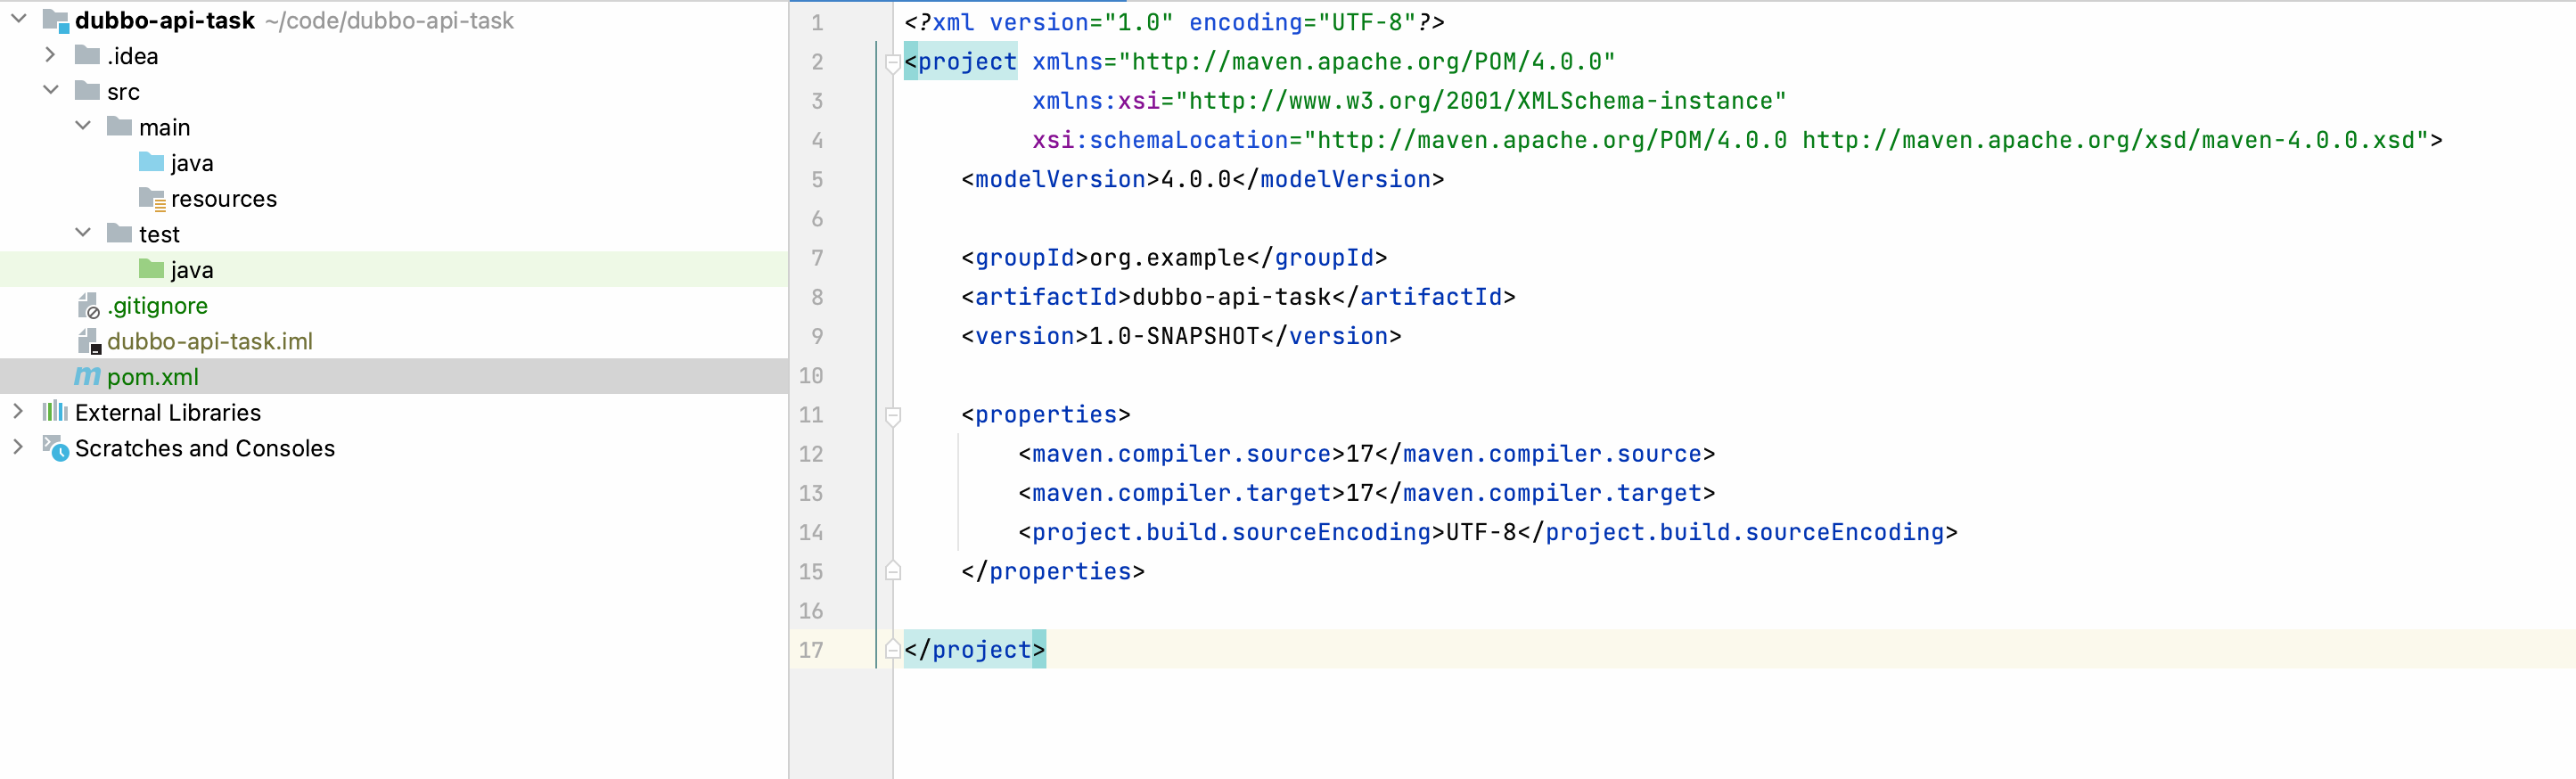 dubbo-api-task ~/code/dubbo-api-task
.idea
src
main
java
resources
test
java
.gitignore
dubbo-api-task.iml
pom.xml
External Libraries
Scratches and Consoles
1 <?xml version="1.0" encoding="UTF-8"?>
2 <project xmlns="http://maven.apache.org/POM/4.0.0"
3 xmlns:xsi="http://www.w3.org/2001/XMLSchema-instance"
4 xsi:schemaLocation="http://maven.apache.org/POM/4.0.0 http://maven.apache.org/xsd/maven-4.0.0.xsd">
5 <modelVersion>4.0.0</modelVersion>
6
7 <groupId>org.example</groupId>
8 <artifactId>dubbo-api-task</artifactId>
9 <version>1.0-SNAPSHOT</version>
10
11 <properties>
12 <maven.compiler.source>17</maven.compiler.source>
13 <maven.compiler.target>17</maven.compiler.target>
14 <project.build.sourceEncoding>UTF-8</project.build.sourceEncoding>
15 </properties>
16
17 </project>